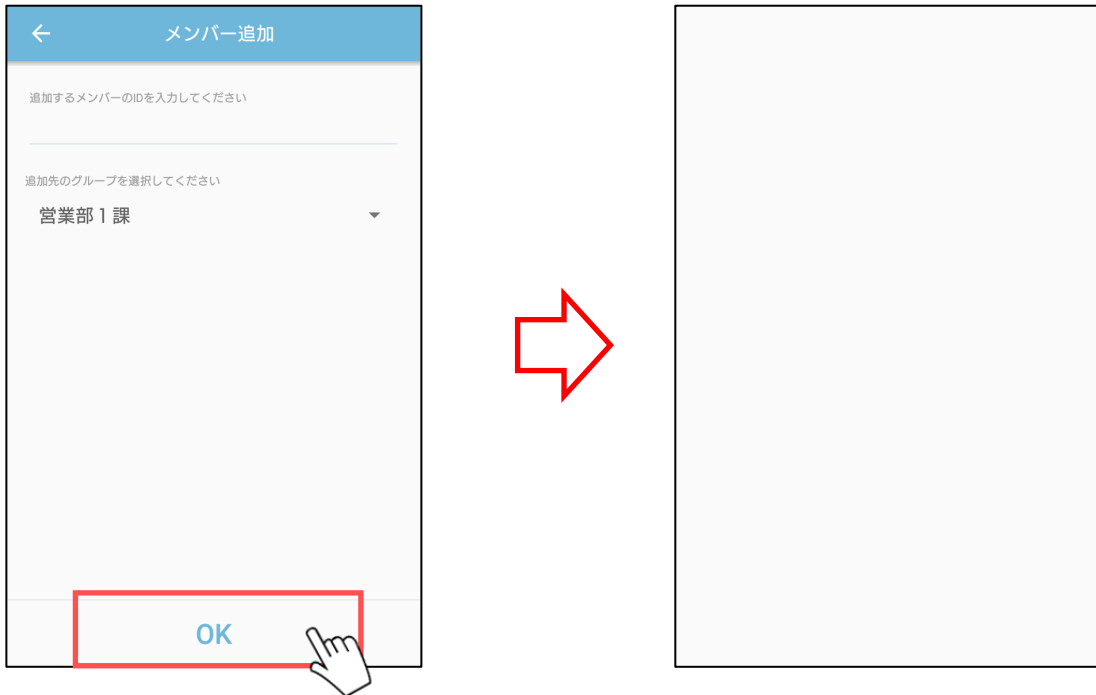 メンバー追加
追加するメンバーのIDを入力してください
追加先のグループを選択してください
営業部１課
OK